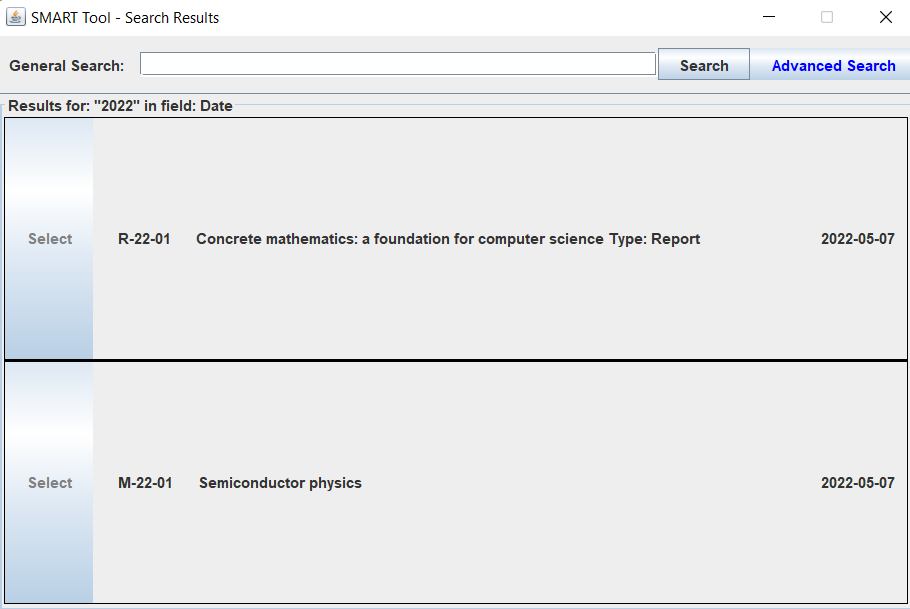 SMART Tool - Search Results
General Search: Search Advanced Search
Results for: "2022" in field: Date
Select R-22-01 Concrete mathematics: a foundation for computer science Type: Report 2022-05-07
Select M-22-01 Semiconductor physics 2022-05-07